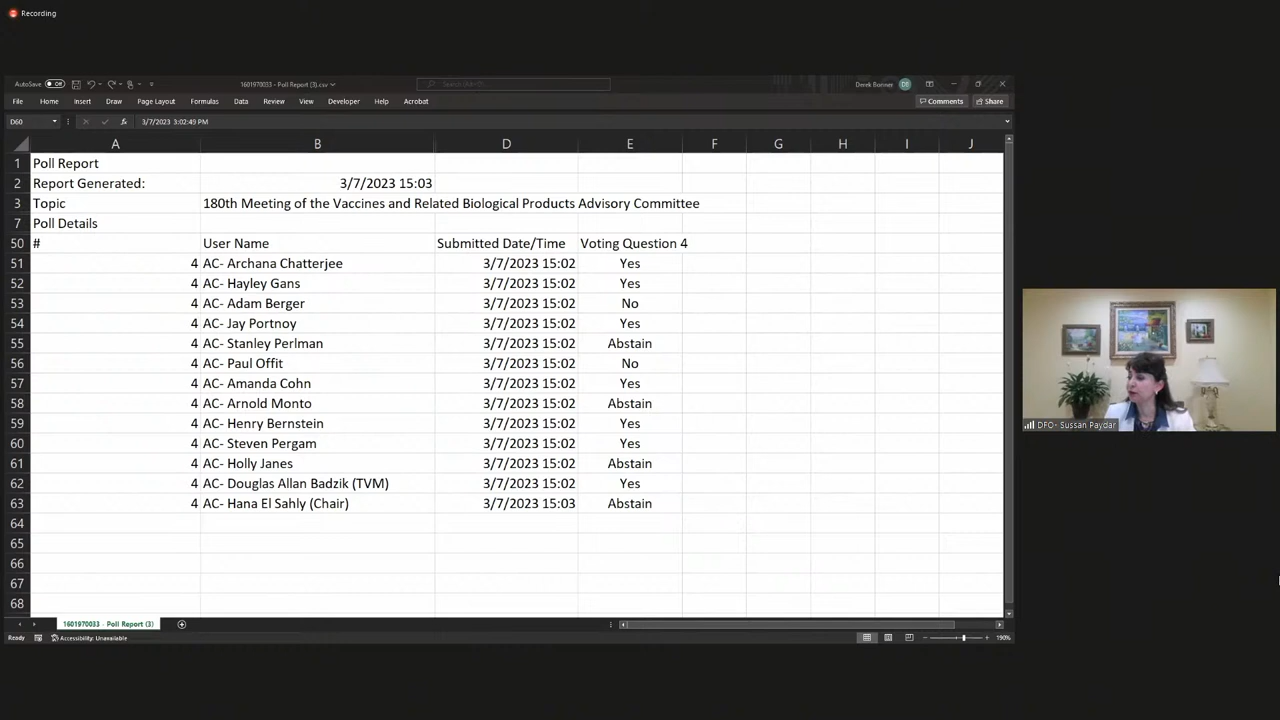 Recording
AutoSave Off 1601970033 - Poll Report (3).csv Derek Bonner DB
File Home Insert Draw Page Layout Formulas Data Review View Developer Help Acrobat Comments Share
D60 fx 3/7/2023 3:02:49 PM
A B D E F G H I J
1 Poll Report
2 Report Generated: 3/7/2023 15:03
3 Topic 180th Meeting of the Vaccines and Related Biological Products Advisory Committee
7 Poll Details
50 # User Name Submitted Date/Time Voting Question 4
51 4 AC- Archana Chatterjee 3/7/2023 15:02 Yes
52 4 AC- Hayley Gans 3/7/2023 15:02 Yes
53 4 AC- Adam Berger 3/7/2023 15:02 No
54 4 AC- Jay Portnoy 3/7/2023 15:02 Yes
55 4 AC- Stanley Perlman 3/7/2023 15:02 Abstain
56 4 AC- Paul Offit 3/7/2023 15:02 No
57 4 AC- Amanda Cohn 3/7/2023 15:02 Yes
58 4 AC- Arnold Monto 3/7/2023 15:02 Abstain
59 4 AC- Henry Bernstein 3/7/2023 15:02 Yes
60 4 AC- Steven Pergam 3/7/2023 15:02 Yes
61 4 AC- Holly Janes 3/7/2023 15:02 Abstain
62 4 AC- Douglas Allan Badzik (TVM) 3/7/2023 15:02 Yes
63 4 AC- Hana El Sahly (Chair) 3/7/2023 15:03 Abstain
64
65
66
67
68
DFO- Sussan Paydar
1601970033 - Poll Report (3)
Ready Accessibility: Unavailable 190%